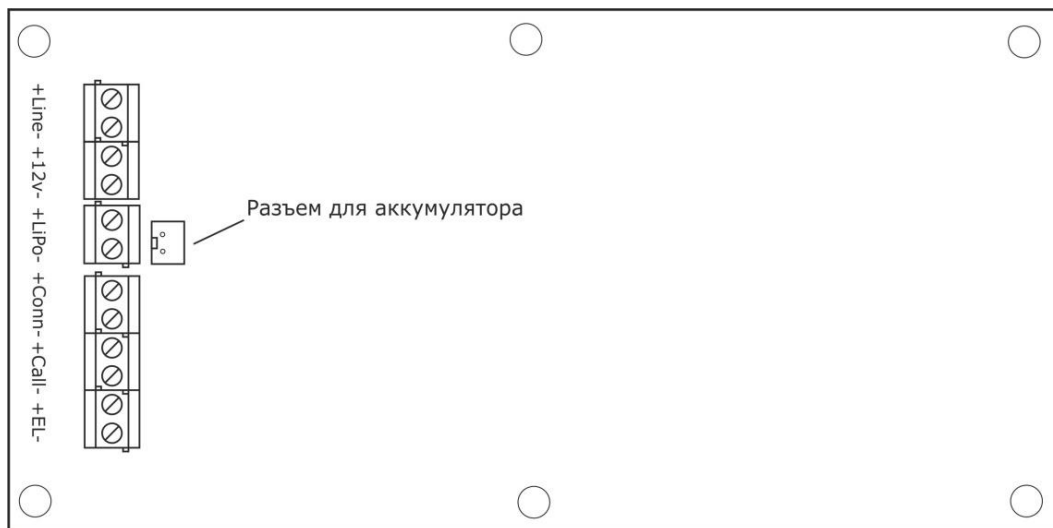 +Line- +12v- +LiPo- +Conn- +Call- +EL-
Разъем для аккумулятора